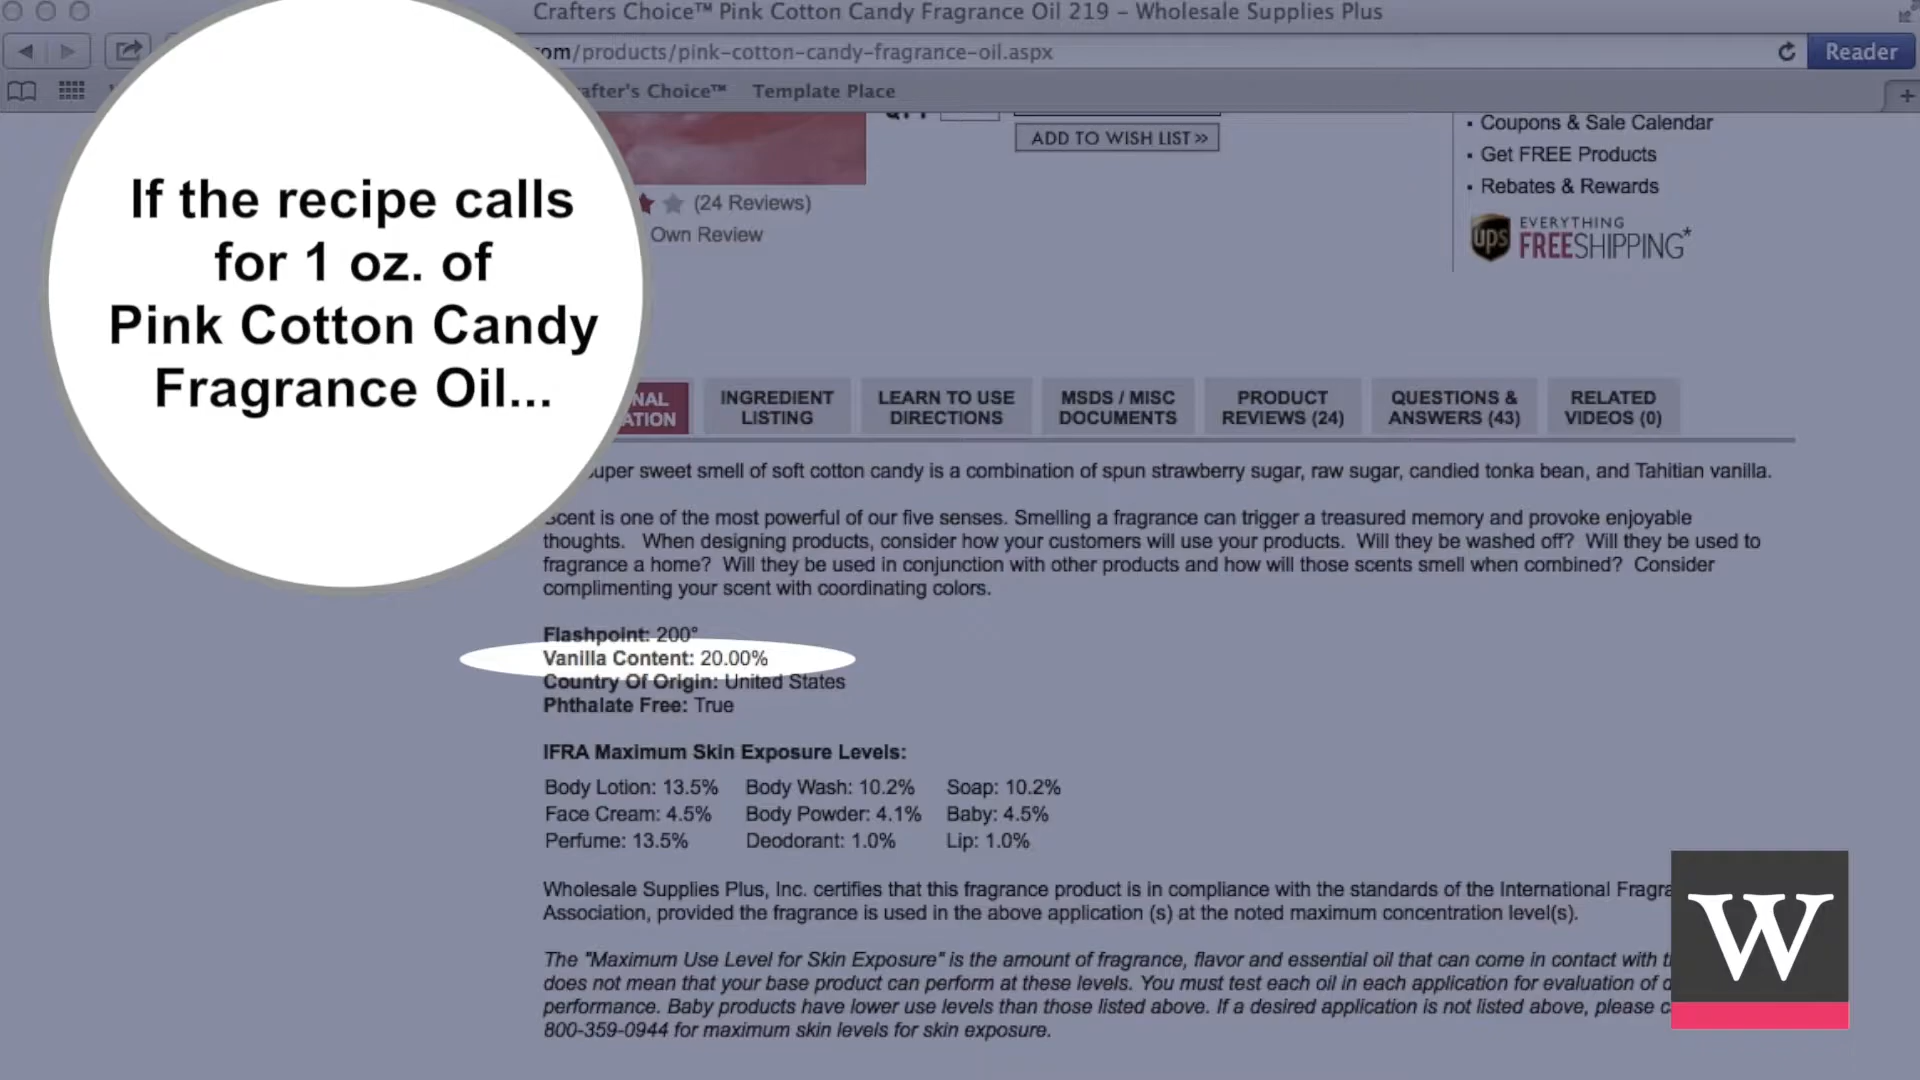 Crafters Choice™ Pink Cotton Candy Fragrance Oil 219 – Wholesale Supplies Plus
om/products/pink-cotton-candy-fragrance-oil.aspx
Reader
after's Choice™ Template Place
If the recipe calls
for 1 oz. of
Pink Cotton Candy
Fragrance Oil...
ADD TO WISH LIST »
(24 Reviews)
Own Review
• Coupons & Sale Calendar
• Get FREE Products
• Rebates & Rewards
ups EVERYTHING
FREESHIPPING*
NAL
ATION
INGREDIENT
LISTING
LEARN TO USE
DIRECTIONS
MSDS / MISC
DOCUMENTS
PRODUCT
REVIEWS (24)
QUESTIONS &
ANSWERS (43)
RELATED
VIDEOS (0)
uper sweet smell of soft cotton candy is a combination of spun strawberry sugar, raw sugar, candied tonka bean, and Tahitian vanilla.
Scent is one of the most powerful of our five senses. Smelling a fragrance can trigger a treasured memory and provoke enjoyable
thoughts. When designing products, consider how your customers will use your products. Will they be washed off? Will they be used to
fragrance a home? Will they be used in conjunction with other products and how will those scents smell when combined? Consider
complimenting your scent with coordinating colors.
Flashpoint: 200°
Vanilla Content: 20.00%
Country Of Origin: United States
Phthalate Free: True
IFRA Maximum Skin Exposure Levels:
Body Lotion: 13.5% Body Wash: 10.2% Soap: 10.2%
Face Cream: 4.5% Body Powder: 4.1% Baby: 4.5%
Perfume: 13.5% Deodorant: 1.0% Lip: 1.0%
Wholesale Supplies Plus, Inc. certifies that this fragrance product is in compliance with the standards of the International Fragra
Association, provided the fragrance is used in the above application (s) at the noted maximum concentration level(s).
The "Maximum Use Level for Skin Exposure" is the amount of fragrance, flavor and essential oil that can come in contact with t
does not mean that your base product can perform at these levels. You must test each oil in each application for evaluation of
performance. Baby products have lower use levels than those listed above. If a desired application is not listed above, please c
800-359-0944 for maximum skin levels for skin exposure.
W